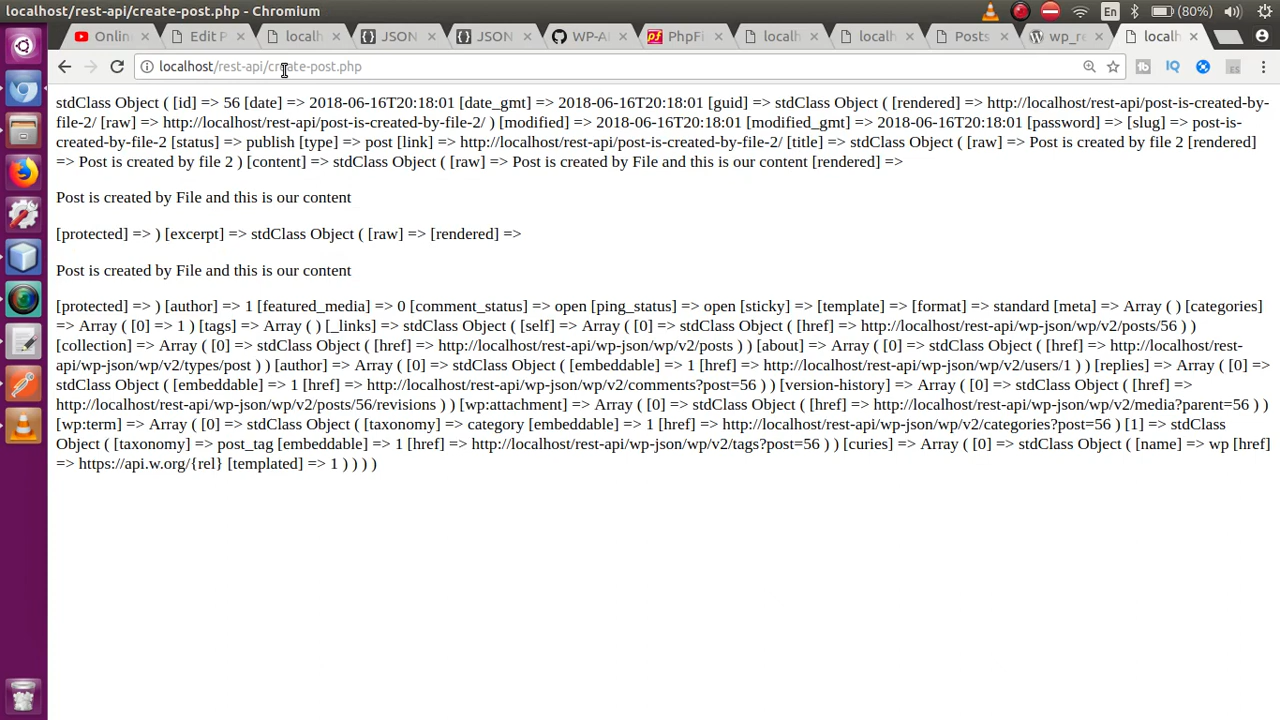 localhost/rest-api/create-post.php - Chromium
En (80%)
Onlin Edit P localh JSON JSON WP-A PhpFi localh localh Posts wp_re localh
localhost/rest-api/create-post.php
stdClass Object ( [id] => 56 [date] => 2018-06-16T20:18:01 [date_gmt] => 2018-06-16T20:18:01 [guid] => stdClass Object ( [rendered] => http://localhost/rest-api/post-is-created-by-
file-2/ [raw] => http://localhost/rest-api/post-is-created-by-file-2/ ) [modified] => 2018-06-16T20:18:01 [modified_gmt] => 2018-06-16T20:18:01 [password] => [slug] => post-is-
created-by-file-2 [status] => publish [type] => post [link] => http://localhost/rest-api/post-is-created-by-file-2/ [title] => stdClass Object ( [raw] => Post is created by file 2 [rendered]
=> Post is created by file 2 ) [content] => stdClass Object ( [raw] => Post is created by File and this is our content [rendered] =>
Post is created by File and this is our content
[protected] => ) [excerpt] => stdClass Object ( [raw] => [rendered] =>
Post is created by File and this is our content
[protected] => ) [author] => 1 [featured_media] => 0 [comment_status] => open [ping_status] => open [sticky] => [template] => [format] => standard [meta] => Array ( ) [categories]
=> Array ( [0] => 1 ) [tags] => Array ( ) [_links] => stdClass Object ( [self] => Array ( [0] => stdClass Object ( [href] => http://localhost/rest-api/wp-json/wp/v2/posts/56 ) )
[collection] => Array ( [0] => stdClass Object ( [href] => http://localhost/rest-api/wp-json/wp/v2/posts ) ) [about] => Array ( [0] => stdClass Object ( [href] => http://localhost/rest-
api/wp-json/wp/v2/types/post ) ) [author] => Array ( [0] => stdClass Object ( [embeddable] => 1 [href] => http://localhost/rest-api/wp-json/wp/v2/users/1 ) ) [replies] => Array ( [0] =>
stdClass Object ( [embeddable] => 1 [href] => http://localhost/rest-api/wp-json/wp/v2/comments?post=56 ) ) [version-history] => Array ( [0] => stdClass Object ( [href] =>
http://localhost/rest-api/wp-json/wp/v2/posts/56/revisions ) ) [wp:attachment] => Array ( [0] => stdClass Object ( [href] => http://localhost/rest-api/wp-json/wp/v2/media?parent=56 ) )
[wp:term] => Array ( [0] => stdClass Object ( [taxonomy] => category [embeddable] => 1 [href] => http://localhost/rest-api/wp-json/wp/v2/categories?post=56 ) [1] => stdClass
Object ( [taxonomy] => post_tag [embeddable] => 1 [href] => http://localhost/rest-api/wp-json/wp/v2/tags?post=56 ) ) [curies] => Array ( [0] => stdClass Object ( [name] => wp [href]
=> https://api.w.org/{rel} [templated] => 1 ) ) ) )